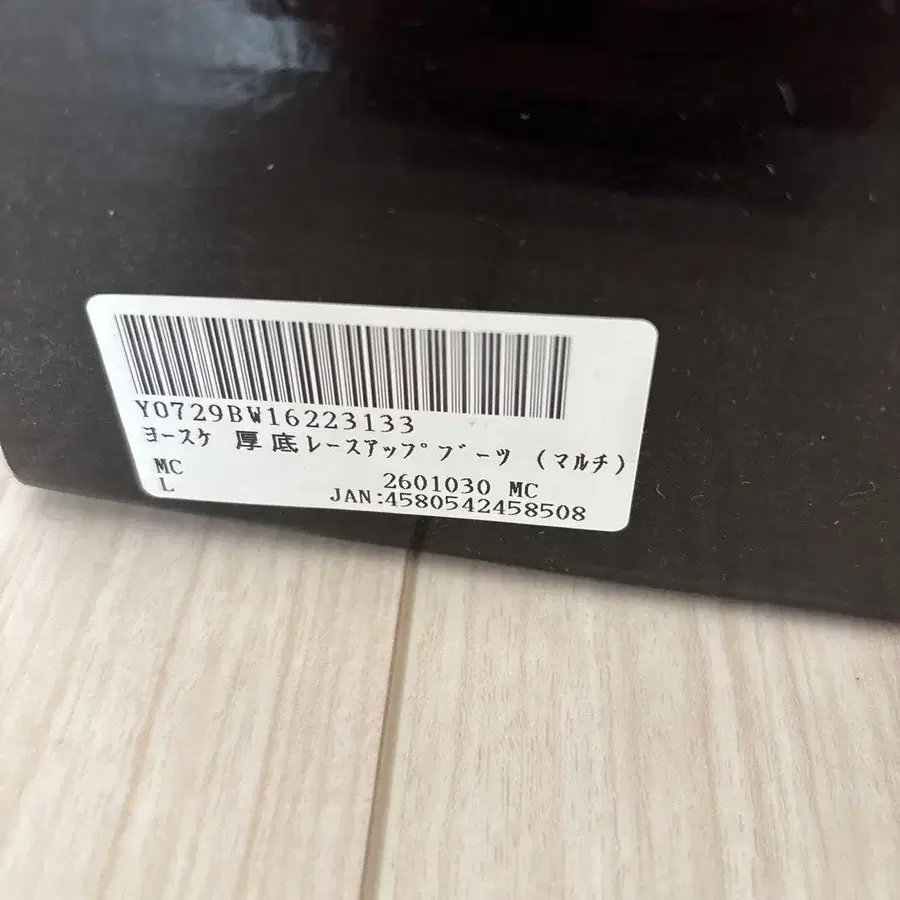 Y0729BW16223133
ﾖｰｽｹ 厚底ﾚｰｽｱｯﾌﾟﾌﾞｰﾂ (ﾏﾙﾁ)
MC
L
2601030 MC
JAN:4580542458508